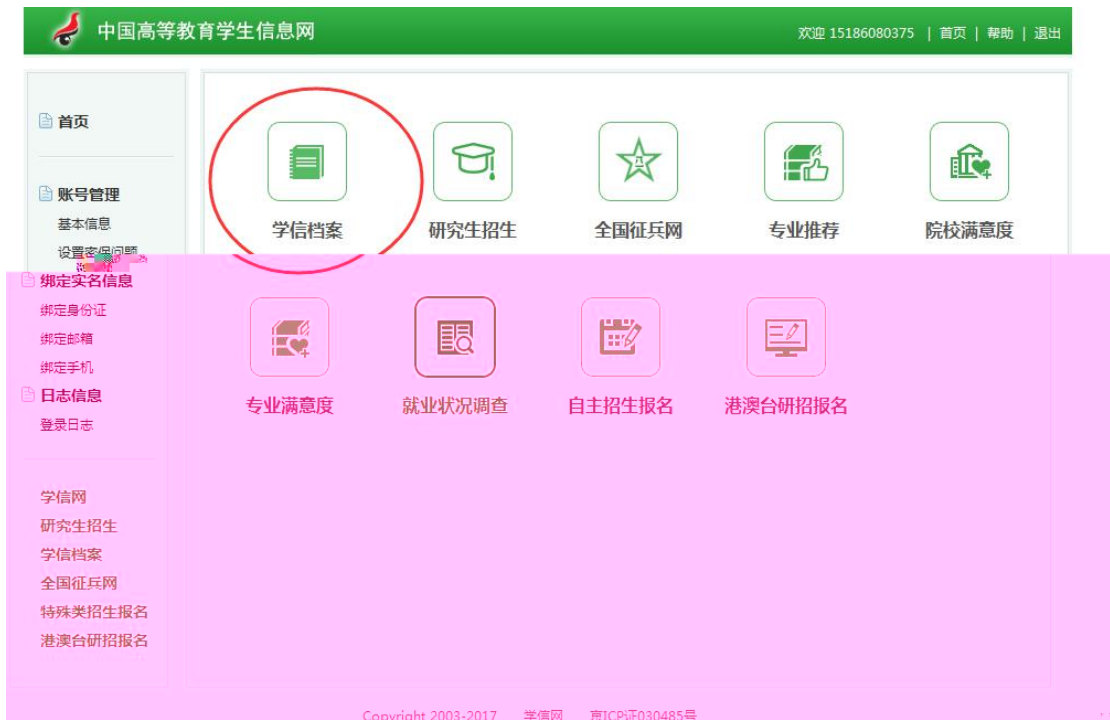 中国高等教育学生信息网
欢迎 15186080375 | 首页 | 帮助 | 退出
首页
账号管理
基本信息
设置密保问题
绑定实名信息
绑定身份证
绑定邮箱
绑定手机
日志信息
登录日志
学信网
研究生招生
学信档案
全国征兵网
特殊类招生报名
港澳台研招报名
学信档案
研究生招生
全国征兵网
专业推荐
院校满意度
专业满意度
就业状况调查
自主招生报名
港澳台研招报名
Copyright 2003-2017 学信网 京ICP证030485号